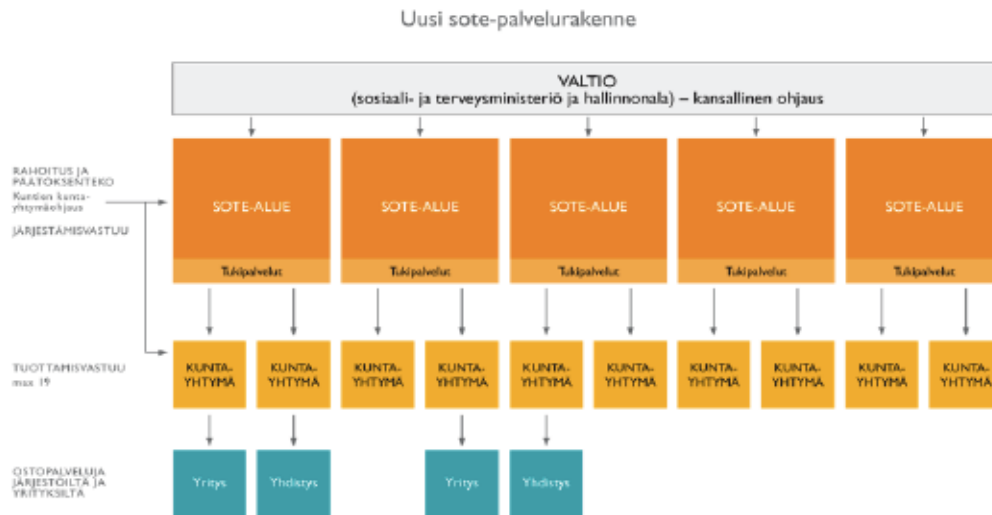 Uusi sote-palvelurakenne
VALTIO
(sosiaali- ja terveysministeriö ja hallinnonala) – kansallinen ohjaus
RAHOITUS JA
PÄÄTÖKSENTEKO
Kuntien kunta-
yhtymäohjaus
JÄRJESTÄMISVASTUU
SOTE-ALUE
SOTE-ALUE
SOTE-ALUE
SOTE-ALUE
SOTE-ALUE
Tukipalvelut
Tukipalvelut
Tukipalvelut
Tukipalvelut
Tukipalvelut
TUOTTAMISVASTUU
max 19
KUNTA-
YHTYMÄ
KUNTA-
YHTYMÄ
KUNTA-
YHTYMÄ
KUNTA-
YHTYMÄ
KUNTA-
YHTYMÄ
KUNTA-
YHTYMÄ
KUNTA-
YHTYMÄ
KUNTA-
YHTYMÄ
KUNTA-
YHTYMÄ
KUNTA-
YHTYMÄ
OSTOPALVELUJA
JÄRJESTÖILTÄ JA
YRITYKSILTÄ
Yritys
Yhdistys
Yritys
Yhdistys